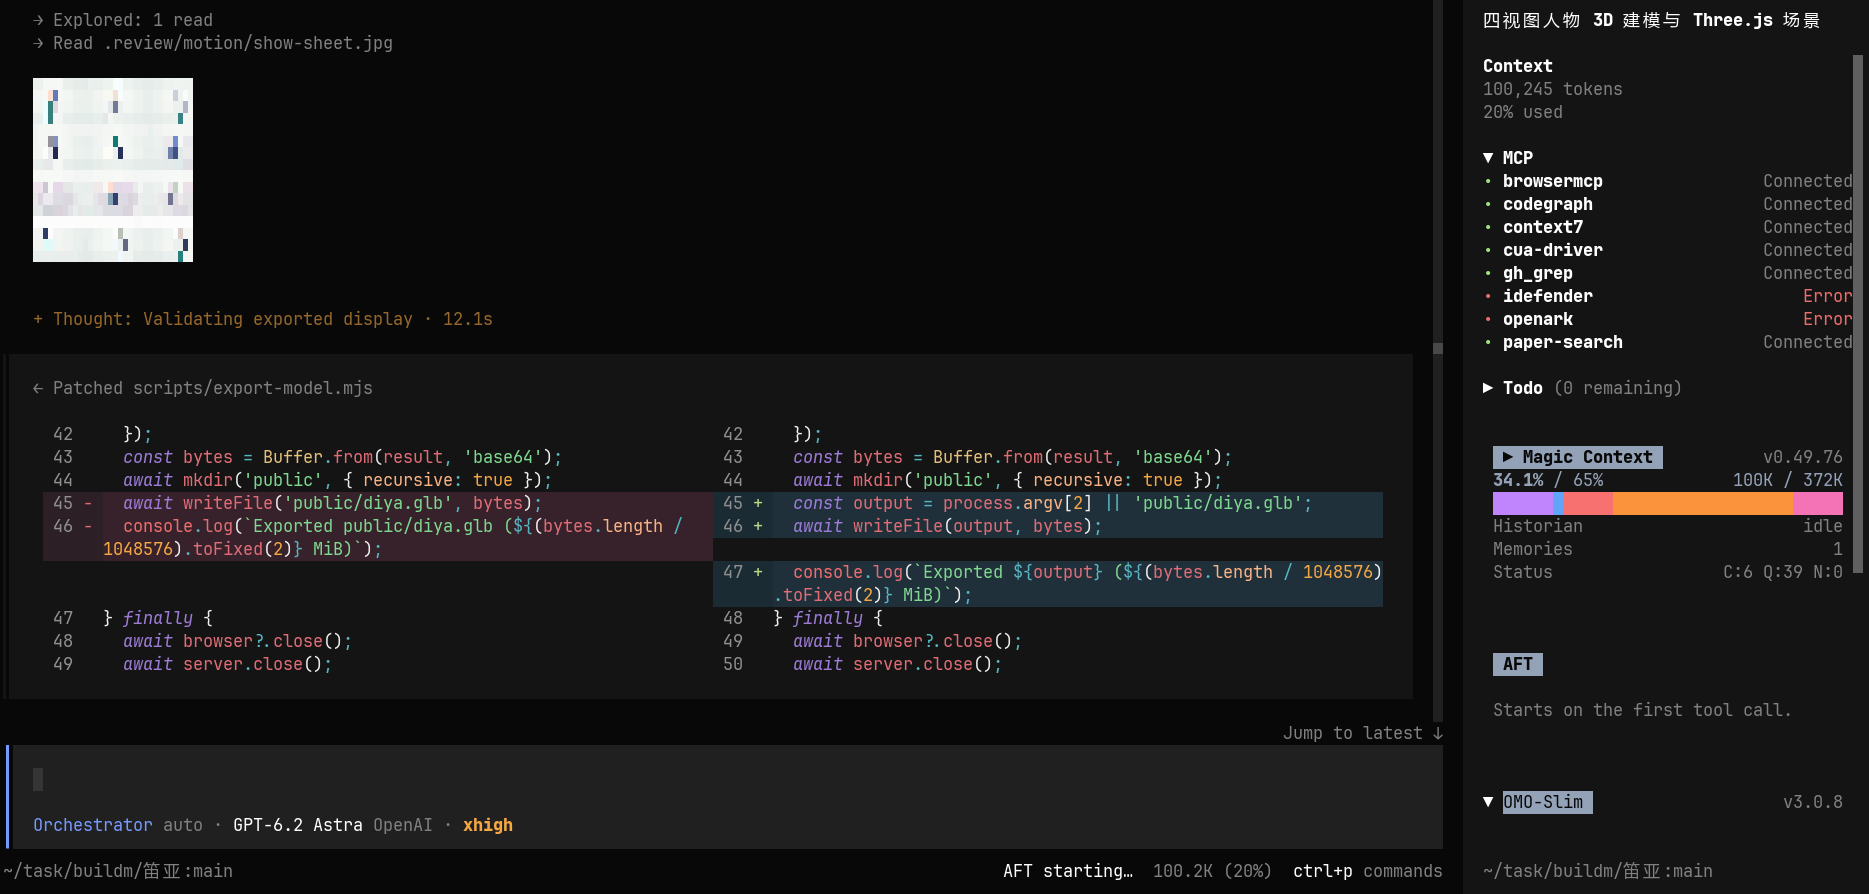 → Explored: 1 read
→ Read .review/motion/show-sheet.jpg
+ Thought: Validating exported display · 12.1s
← Patched scripts/export-model.mjs
42     });
43     const bytes = Buffer.from(result, 'base64');
44     await mkdir('public', { recursive: true });
45 -   await writeFile('public/diya.glb', bytes);
46 -   console.log(`Exported public/diya.glb (${(bytes.length /
1048576).toFixed(2)} MiB)`);
47   } finally {
48     await browser?.close();
49     await server.close();
42     });
43     const bytes = Buffer.from(result, 'base64');
44     await mkdir('public', { recursive: true });
45 +   const output = process.argv[2] || 'public/diya.glb';
46 +   await writeFile(output, bytes);
47 +   console.log(`Exported ${output} (${(bytes.length / 1048576)
.toFixed(2)} MiB)`);
48   } finally {
49     await browser?.close();
50     await server.close();
Jump to latest ↓
Orchestrator auto · GPT-6.2 Astra OpenAI · xhigh
~/task/buildm/笛亚:main
AFT starting… 100.2K (20%) ctrl+p commands
四视图人物 3D 建模与 Three.js 场景
Context
100,245 tokens
20% used
▼ MCP
• browsermcp Connected
• codegraph Connected
• context7 Connected
• cua-driver Connected
• gh_grep Connected
• idefender Error
• openark Error
• paper-search Connected
▶ Todo (0 remaining)
▶ Magic Context v0.49.76
34.1% / 65% 100K / 372K
Historian idle
Memories 1
Status C:6 Q:39 N:0
AFT
Starts on the first tool call.
▼ OMO-Slim v3.0.8
~/task/buildm/笛亚:main